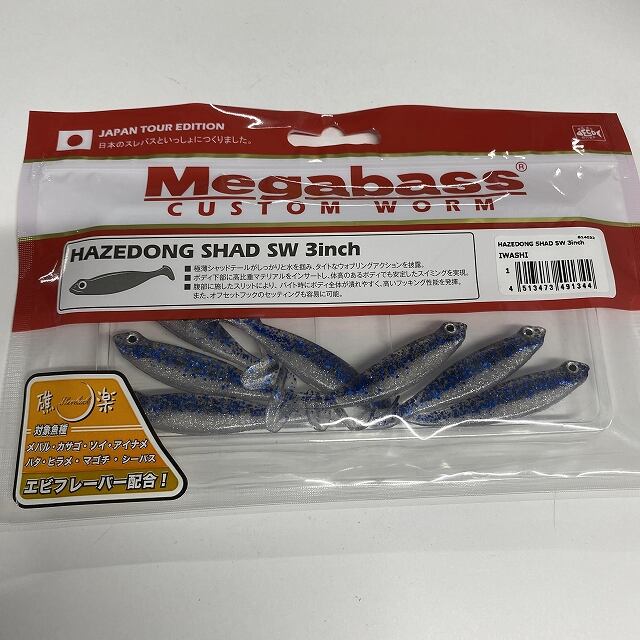 JAPAN TOUR EDITION
日本のスレバスといっしょにつくりました。
Megabass®
CUSTOM WORM
HAZEDONG SHAD SW 3inch
■ 極薄シャッドテールがしっかりと水を掴み、タイトなウォブリングアクションを披露。
■ ボディ下部に高比重マテリアルをインサートし、体高のあるボディでも安定したスイミングを実現。
■ 腹部に施したスリットにより、バイト時にボディ全体が潰れやすく、高いフッキング性能を発揮。
また、オフセットフックのセッティングも容易に可能。
HAZEDONG SHAD SW 3inch
IWASHI
1
4 513473 491344
礁楽
対象魚種
メバル・カサゴ・ソイ・アイナメ
ハタ・ヒラメ・マゴチ・シーバス
エビフレーバー配合!